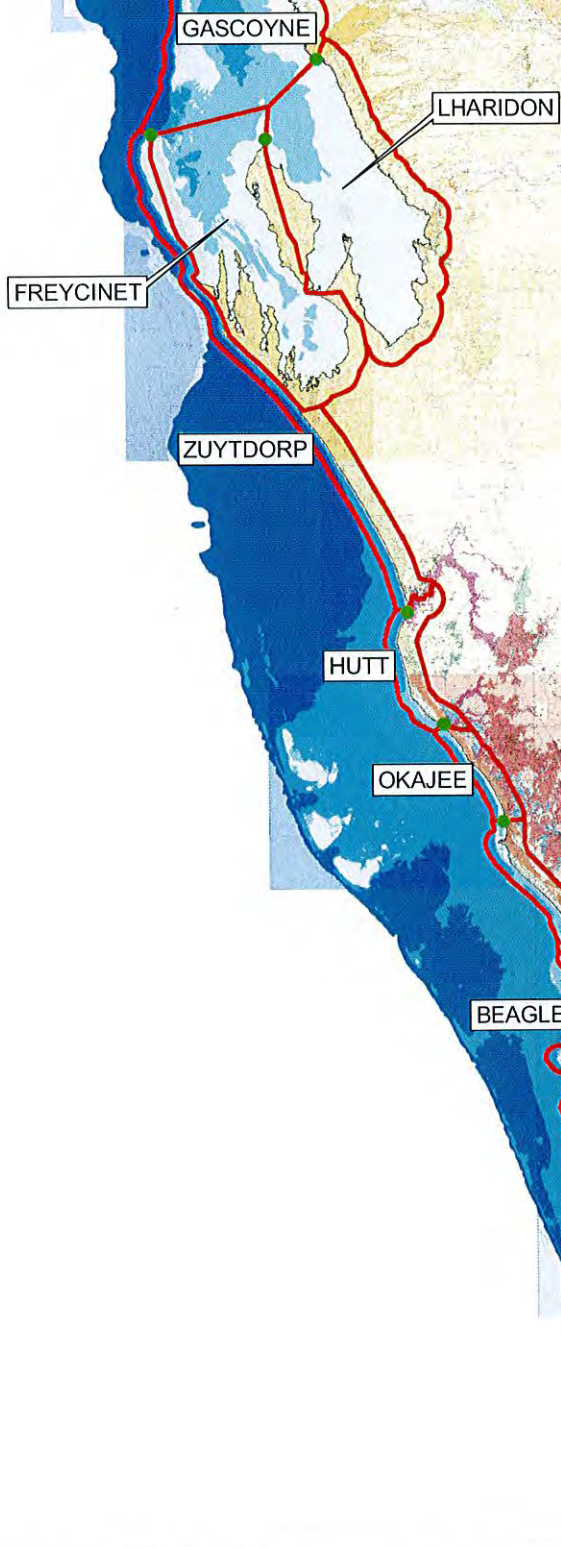 GASCOYNE
LHARIDON
FREYCINET
ZUYTDORP
HUTT
OKAJEE
BEAGLE